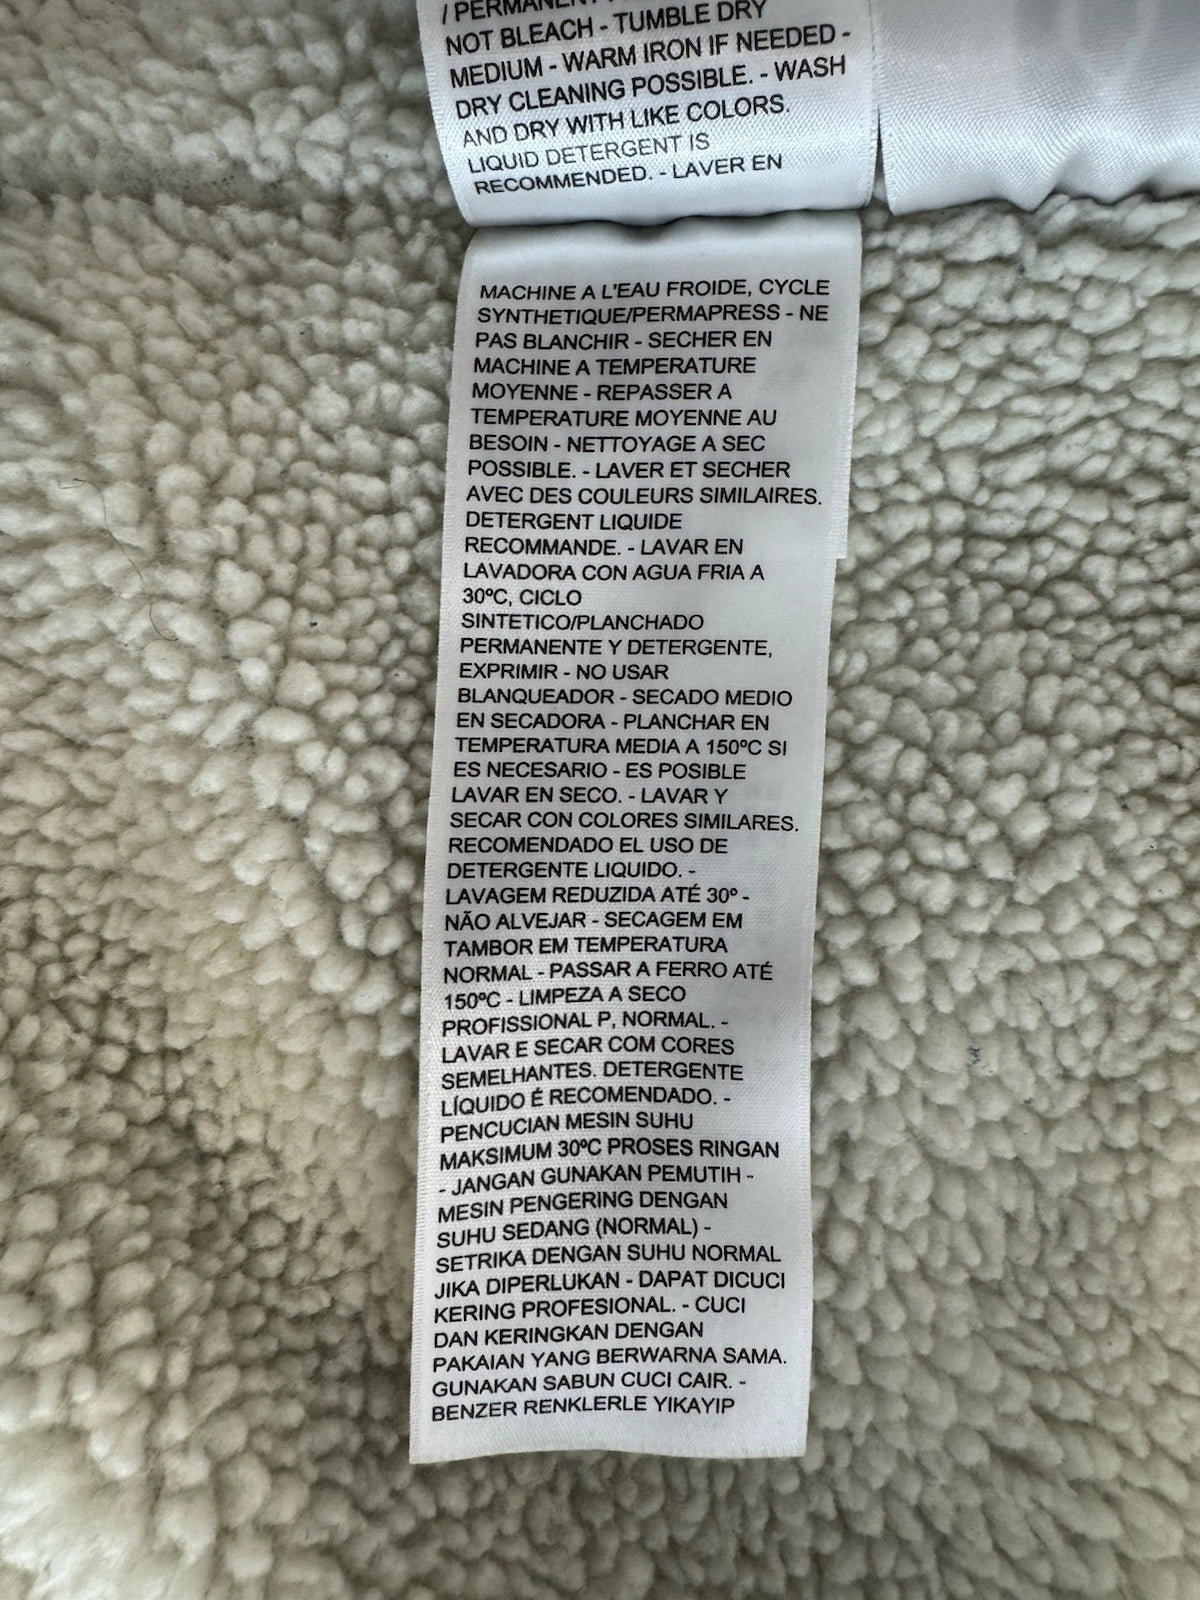 / PERMANENT
NOT BLEACH - TUMBLE DRY
MEDIUM - WARM IRON IF NEEDED -
DRY CLEANING POSSIBLE. - WASH
AND DRY WITH LIKE COLORS.
LIQUID DETERGENT IS
RECOMMENDED. - LAVER EN
MACHINE A L'EAU FROIDE, CYCLE
SYNTHETIQUE/PERMAPRESS - NE
PAS BLANCHIR - SECHER EN
MACHINE A TEMPERATURE
MOYENNE - REPASSER A
TEMPERATURE MOYENNE AU
BESOIN - NETTOYAGE A SEC
POSSIBLE. - LAVER ET SECHER
AVEC DES COULEURS SIMILAIRES.
DETERGENT LIQUIDE
RECOMMANDE. - LAVAR EN
LAVADORA CON AGUA FRIA A
30ºC, CICLO
SINTETICO/PLANCHADO
PERMANENTE Y DETERGENTE,
EXPRIMIR - NO USAR
BLANQUEADOR - SECADO MEDIO
EN SECADORA - PLANCHAR EN
TEMPERATURA MEDIA A 150ºC SI
ES NECESARIO - ES POSIBLE
LAVAR EN SECO. - LAVAR Y
SECAR CON COLORES SIMILARES.
RECOMENDADO EL USO DE
DETERGENTE LIQUIDO. -
LAVAGEM REDUZIDA ATÉ 30º -
NÃO ALVEJAR - SECAGEM EM
TAMBOR EM TEMPERATURA
NORMAL - PASSAR A FERRO ATÉ
150ºC - LIMPEZA A SECO
PROFISSIONAL P, NORMAL. -
LAVAR E SECAR COM CORES
SEMELHANTES. DETERGENTE
LÍQUIDO É RECOMENDADO. -
PENCUCIAN MESIN SUHU
MAKSIMUM 30ºC PROSES RINGAN
- JANGAN GUNAKAN PEMUTIH -
MESIN PENGERING DENGAN
SUHU SEDANG (NORMAL) -
SETRIKA DENGAN SUHU NORMAL
JIKA DIPERLUKAN - DAPAT DICUCI
KERING PROFESIONAL. - CUCI
DAN KERINGKAN DENGAN
PAKAIAN YANG BERWARNA SAMA.
GUNAKAN SABUN CUCI CAIR. -
BENZER RENKLERLE YIKAYIP